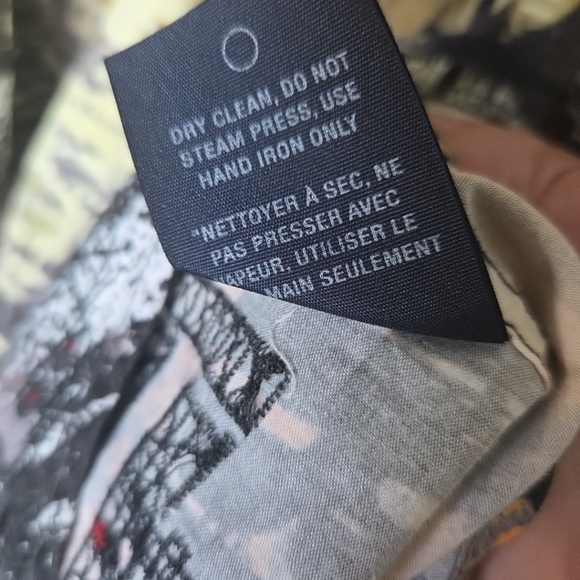 DRY CLEAN, DO NOT
STEAM PRESS, USE
HAND IRON ONLY
"NETTOYER À SEC, NE
PAS PRESSER AVEC
VAPEUR, UTILISER LE
MAIN SEULEMENT